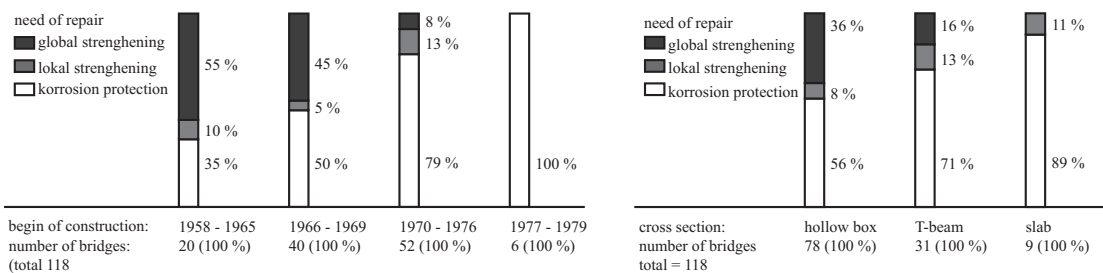 need of repair
global strenghening
lokal strenghening
korrosion protection
55 %
10 %
35 %
45 %
5 %
50 %
8 %
13 %
79 %
100 %
begin of construction: 1958 - 1965 1966 - 1969 1970 - 1976 1977 - 1979
number of bridges: 20 (100 %) 40 (100 %) 52 (100 %) 6 (100 %)
(total 118
need of repair
global strenghening
lokal strenghening
korrosion protection
36 %
8 %
56 %
16 %
13 %
71 %
11 %
89 %
cross section: hollow box T-beam slab
number of bridges 78 (100 %) 31 (100 %) 9 (100 %)
total = 118